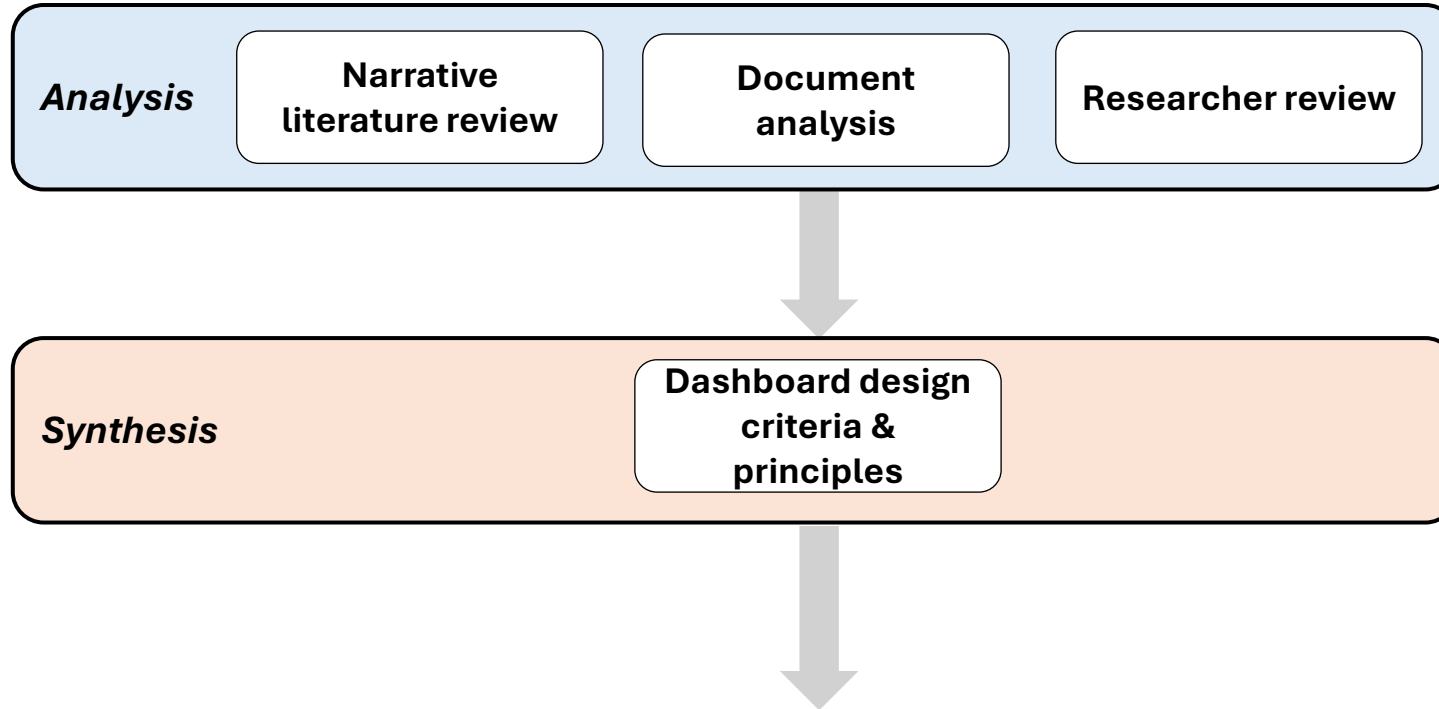 Analysis
Narrative
literature review
Document
analysis
Researcher review
Synthesis
Dashboard design
criteria &
principles